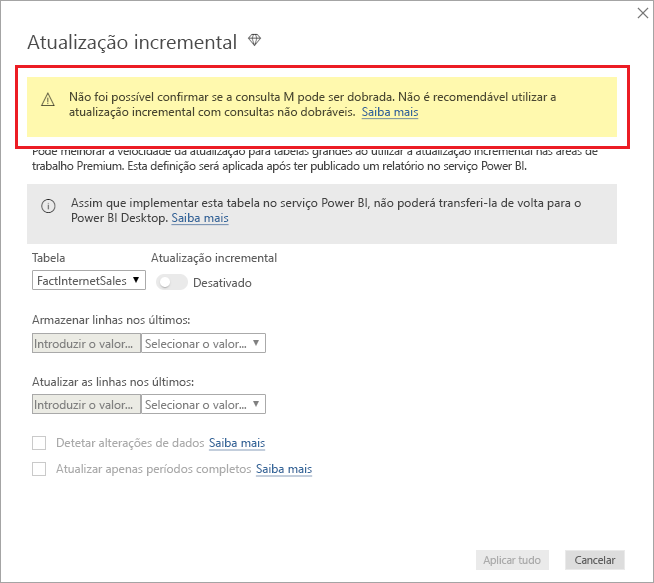 Atualização incremental
Não foi possível confirmar se a consulta M pode ser dobrada. Não é recomendável utilizar a
atualização incremental com consultas não dobráveis. Saiba mais
Pode melhorar a velocidade da atualização para tabelas grandes ao utilizar a atualização incremental nas áreas de
trabalho Premium. Esta definição será aplicada após ter publicado um relatório no serviço Power BI.
Assim que implementar esta tabela no serviço Power BI, não poderá transferi-la de volta para o
Power BI Desktop. Saiba mais
Tabela Atualização incremental
FactInternetSales Desativado
Armazenar linhas nos últimos:
Introduzir o valor... Selecionar o valor...
Atualizar as linhas nos últimos:
Introduzir o valor... Selecionar o valor...
Detetar alterações de dados Saiba mais
Atualizar apenas períodos completos Saiba mais
Aplicar tudo Cancelar